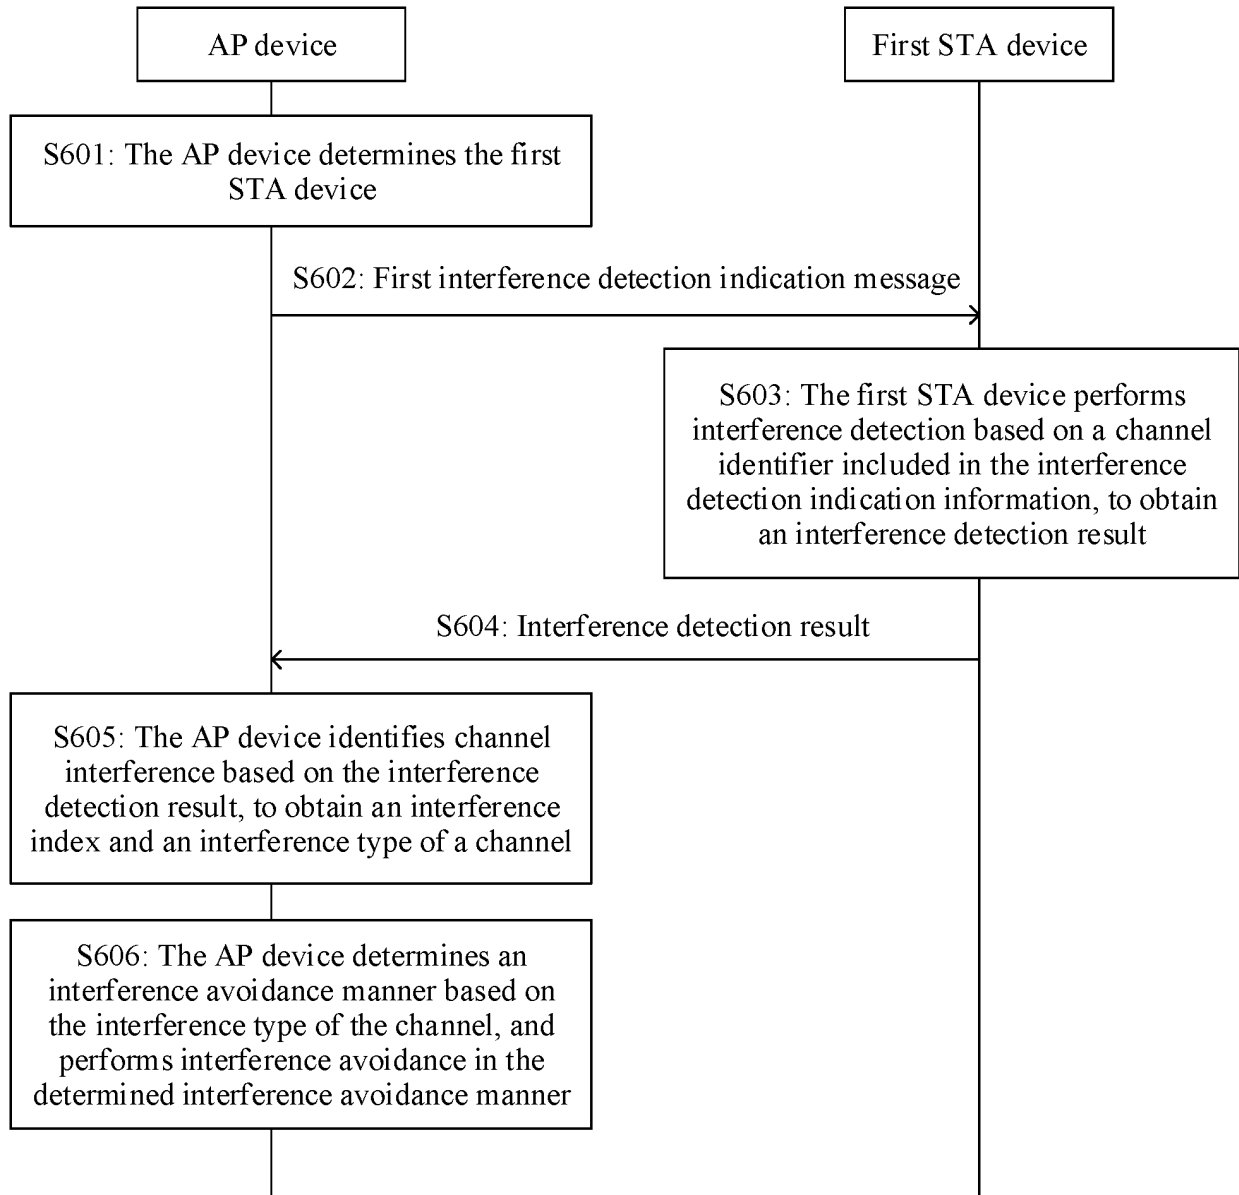 AP device
First STA device
S601: The AP device determines the first
STA device
S602: First interference detection indication message
S603: The first STA device performs
interference detection based on a channel
identifier included in the interference
detection indication information, to obtain
an interference detection result
S604: Interference detection result
S605: The AP device identifies channel
interference based on the interference
detection result, to obtain an interference
index and an interference type of a channel
S606: The AP device determines an
interference avoidance manner based on
the interference type of the channel, and
performs interference avoidance in the
determined interference avoidance manner